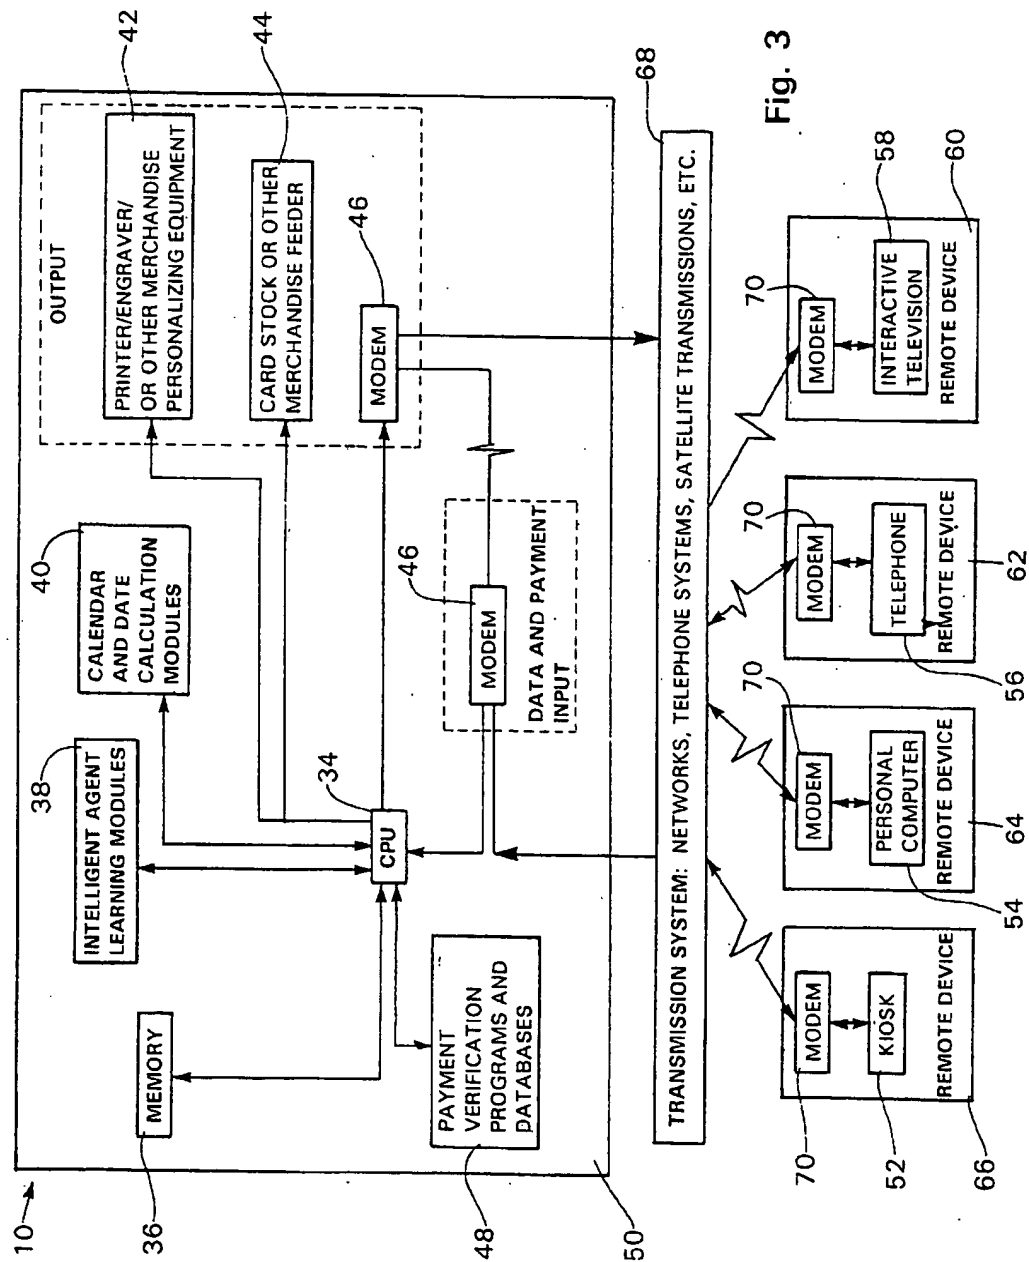 10
42
44
OUTPUT
PRINTER/ENGRAVER/
OR OTHER MERCHANDISE
PERSONALIZING EQUIPMENT
CARD STOCK OR OTHER
MERCHANDISE FEEDER
46
MODEM
40
CALENDAR
AND DATE
CALCULATION
MODULES
38
INTELLIGENT AGENT
LEARNING MODULES
34
CPU
46
MODEM
DATA AND PAYMENT
INPUT
MEMORY
36
PAYMENT
VERIFICATION
PROGRAMS AND
DATABASES
48
50
68
TRANSMISSION SYSTEM: NETWORKS, TELEPHONE SYSTEMS, SATELLITE TRANSMISSIONS, ETC.
70
MODEM
KIOSK
52
REMOTE DEVICE
66
70
MODEM
PERSONAL
COMPUTER
54
REMOTE DEVICE
64
70
MODEM
TELEPHONE
56
REMOTE DEVICE
62
70
MODEM
INTERACTIVE
TELEVISION
58
REMOTE DEVICE
60
Fig. 3